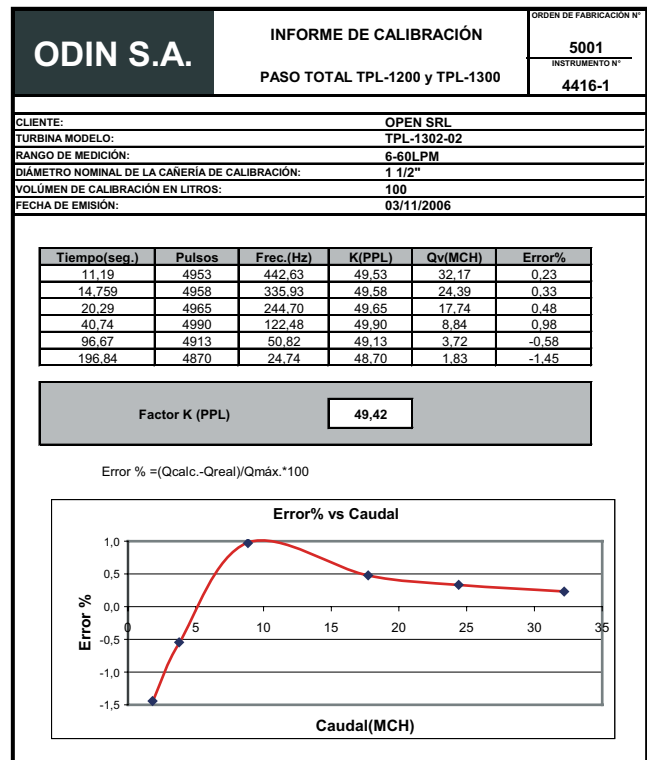 ODIN S.A.
INFORME DE CALIBRACIÓN
PASO TOTAL TPL-1200 y TPL-1300
ORDEN DE FABRICACIÓN N°
5001
INSTRUMENTO N°
4416-1
CLIENTE: OPEN SRL
TURBINA MODELO: TPL-1302-02
RANGO DE MEDICIÓN: 6-60LPM
DIÁMETRO NOMINAL DE LA CAÑERÍA DE CALIBRACIÓN: 1 1/2"
VOLÚMEN DE CALIBRACIÓN EN LITROS: 100
FECHA DE EMISIÓN: 03/11/2006
Tiempo(seg.) Pulsos Frec.(Hz) K(PPL) Qv(MCH) Error%
11,19 4953 442,63 49,53 32,17 0,23
14,759 4958 335,93 49,58 24,39 0,33
20,29 4965 244,70 49,65 17,74 0,48
40,74 4990 122,48 49,90 8,84 0,98
96,67 4913 50,82 49,13 3,72 -0,58
196,84 4870 24,74 48,70 1,83 -1,45
Factor K (PPL) 49,42
Error % =(Qcalc.-Qreal)/Qmáx.*100
Error% vs Caudal
Error %
1,0
0,5
0,0
-0,5
-1,0
-1,5
0 5 10 15 20 25 30 35
Caudal(MCH)